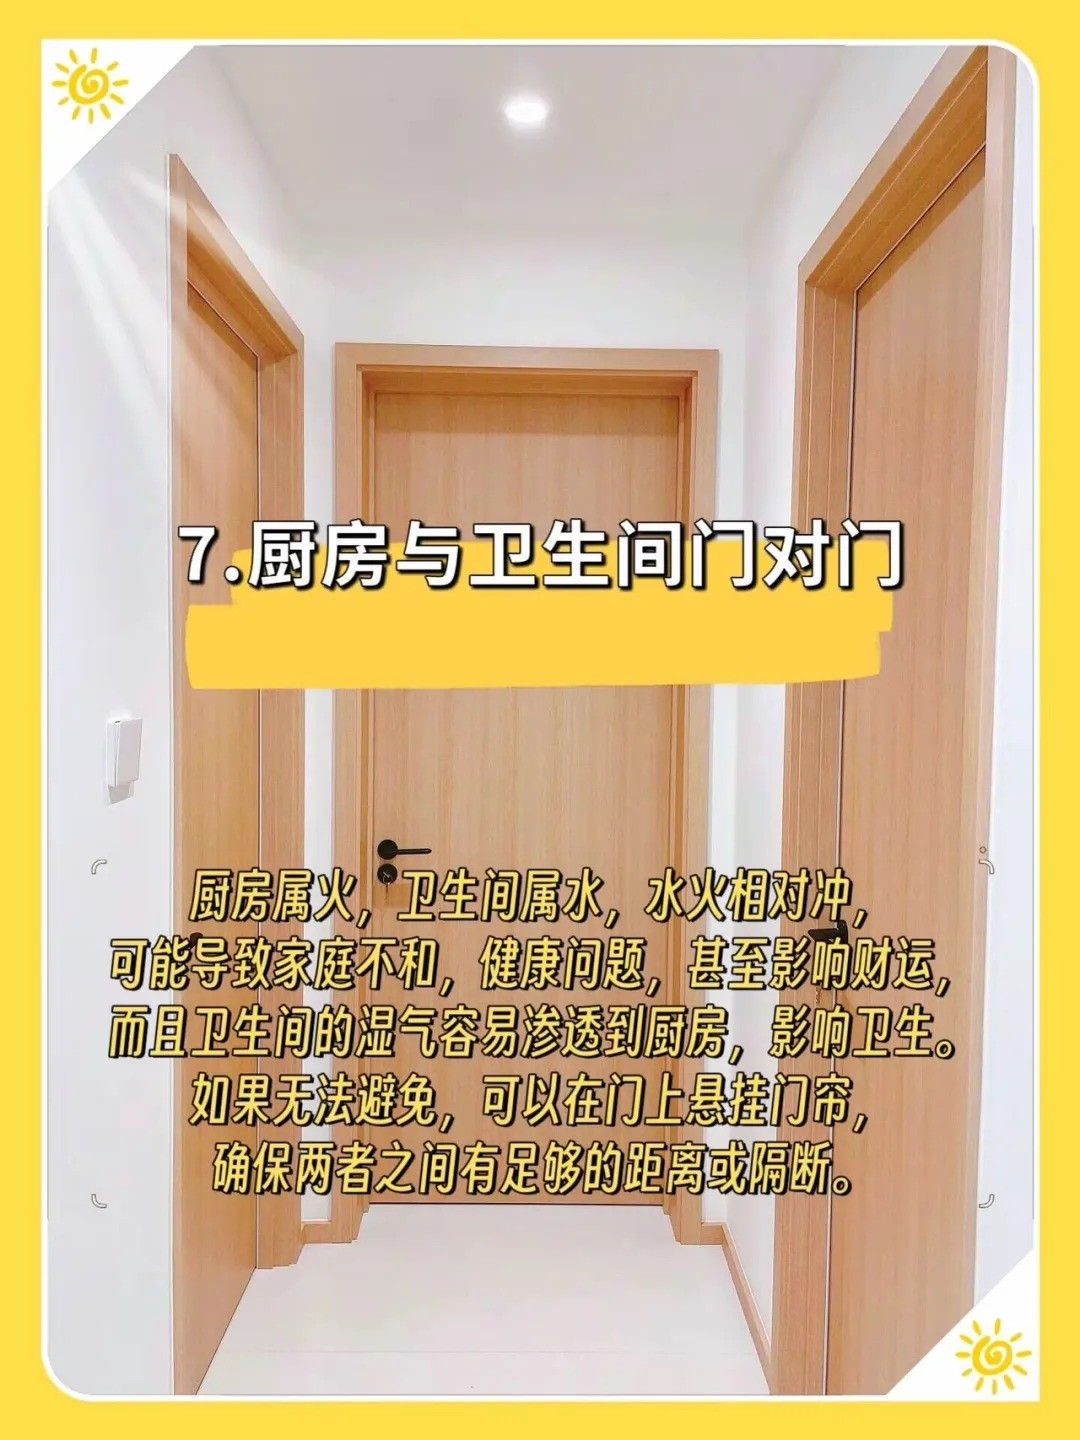 7.厨房与卫生间门对门
厨房属火，卫生间属水，水火相对冲，
可能导致家庭不和，健康问题，甚至影响财运，
而且卫生间的湿气容易渗透到厨房，影响卫生。
如果无法避免，可以在门上悬挂门帘，
确保两者之间有足够的距离或隔断。